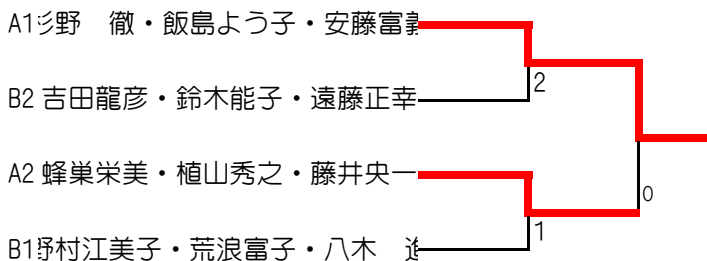 A1杉野　徹・飯島よう子・安藤富義
2
B2 吉田龍彦・鈴木能子・遠藤正幸
A2 蜂巣栄美・植山秀之・藤井央一
0
1
B1野村江美子・荒浪富子・八木　進